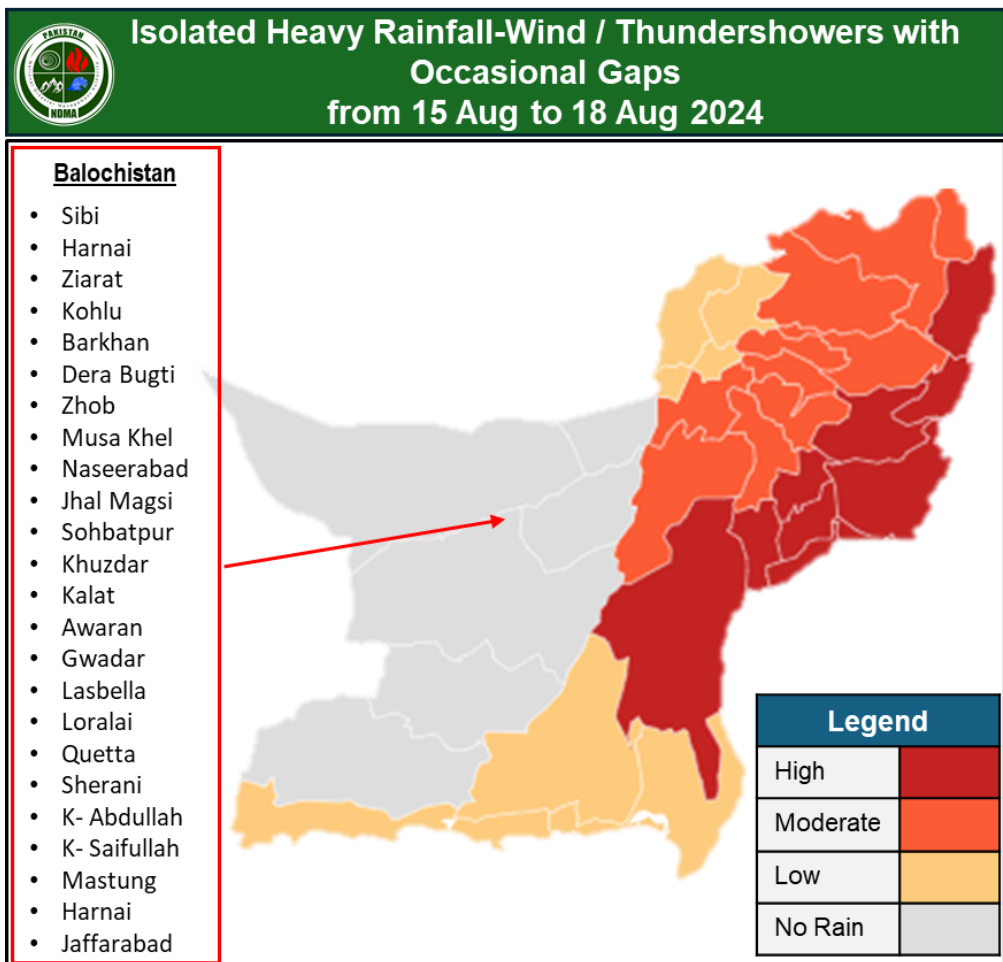 Isolated Heavy Rainfall-Wind / Thundershowers with
Occasional Gaps
from 15 Aug to 18 Aug 2024
PAKISTAN
NDMA
Balochistan
• Sibi
• Harnai
• Ziarat
• Kohlu
• Barkhan
• Dera Bugti
• Zhob
• Musa Khel
• Naseerabad
• Jhal Magsi
• Sohbatpur
• Khuzdar
• Kalat
• Awaran
• Gwadar
• Lasbella
• Loralai
• Quetta
• Sherani
• K- Abdullah
• K- Saifullah
• Mastung
• Harnai
• Jaffarabad
Legend
High
Moderate
Low
No Rain